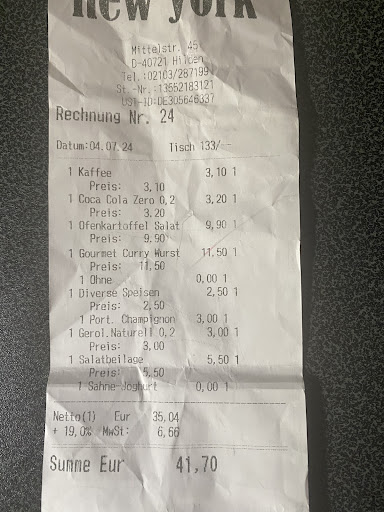 new york
Mittelstr. 45
D-40721 Hilden
Tel.:02103/287199
St.-Nr.:13552183121
USt-ID:DE305646337
Rechnung Nr. 24
Datum:04.07.24 Tisch 133/--
1 Kaffee 3,10 1
Preis: 3,10
1 Coca Cola Zero 0,2 3,20 1
Preis: 3,20
1 Ofenkartoffel Salat 9,90 1
Preis: 9,90
1 Gourmet Curry Wurst 11,50 1
Preis: 11,50
1 Ohne 0,00 1
1 Diverse Speisen 2,50 1
Preis: 2,50
1 Port. Champignon 3,00 1
1 Gerol.Naturell 0,2 3,00 1
Preis: 3,00
1 Salatbeilage 5,50 1
Preis: 5,50
1 Sahne-Joghurt 0,00 1
Netto(1) Eur 35,04
+ 19,0% MwSt: 6,66
Summe Eur 41,70